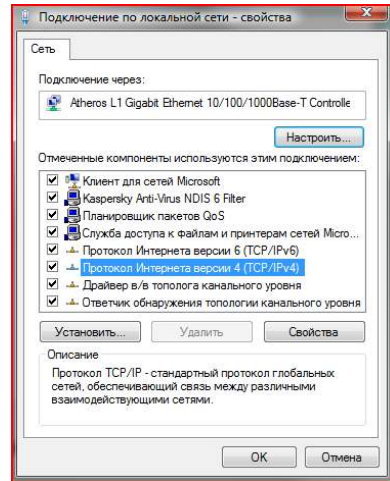 Подключение по локальной сети - свойства
Сеть
Подключение через:
Atheros L1 Gigabit Ethernet 10/100/1000Base-T Controlle
Настроить...
Отмеченные компоненты используются этим подключением:
Клиент для сетей Microsoft
Kaspersky Anti-Virus NDIS 6 Filter
Планировщик пакетов QoS
Служба доступа к файлам и принтерам сетей Micro...
Протокол Интернета версии 6 (TCP/IPv6)
Протокол Интернета версии 4 (TCP/IPv4)
Драйвер в/в тополога канального уровня
Ответчик обнаружения топологии канального уровня
Установить... Удалить Свойства
Описание
Протокол TCP/IP - стандартный протокол глобальных
сетей, обеспечивающий связь между различными
взаимодействующими сетями.
OK Отмена